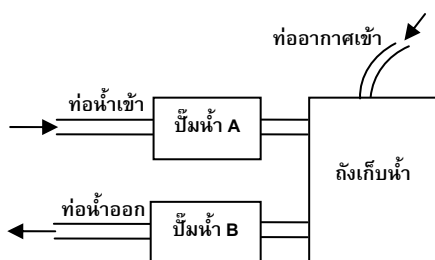 ท่ออากาศเข้า
ท่อน้ำเข้า
ปั๊มน้ำ A
ถังเก็บน้ำ
ท่อน้ำออก
ปั๊มน้ำ B